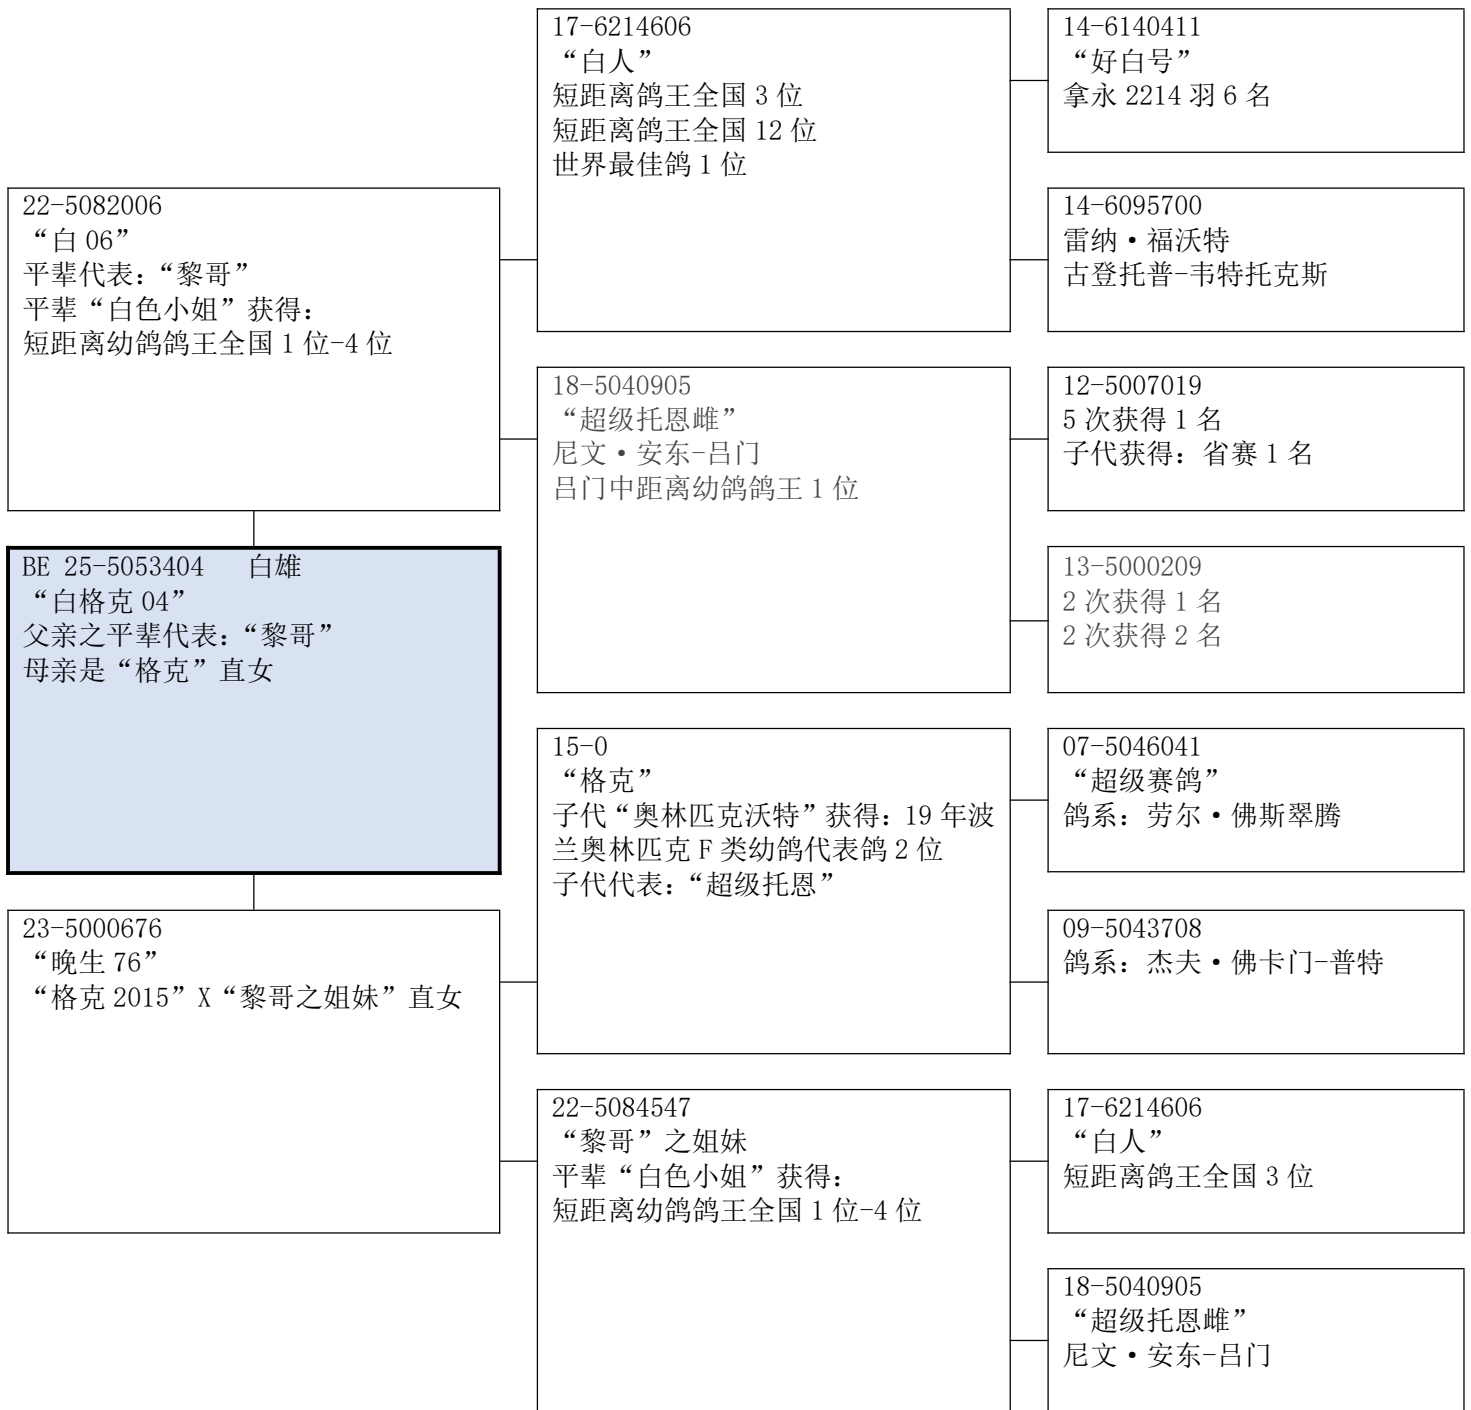 17-6214606
“白人”
短距离鸽王全国 3 位
短距离鸽王全国 12 位
世界最佳鸽 1 位
14-6140411
“好白号”
拿永 2214 羽 6 名
22-5082006
“白 06”
平辈代表：“黎哥”
平辈“白色小姐”获得：
短距离幼鸽鸽王全国 1 位-4 位
14-6095700
雷纳·福沃特
古登托普-韦特托克斯
18-5040905
“超级托恩雌”
尼文·安东-吕门
吕门中距离幼鸽鸽王 1 位
12-5007019
5 次获得 1 名
子代获得：省赛 1 名
BE 25-5053404 白雄
“白格克 04”
父亲之平辈代表：“黎哥”
母亲是“格克”直女
13-5000209
2 次获得 1 名
2 次获得 2 名
15-0
“格克”
子代“奥林匹克沃特”获得：19 年波
兰奥林匹克 F 类幼鸽代表鸽 2 位
子代代表：“超级托恩”
07-5046041
“超级赛鸽”
鸽系：劳尔·佛斯翠腾
23-5000676
“晚生 76”
“格克 2015”X“黎哥之姐妹”直女
09-5043708
鸽系：杰夫·佛卡门-普特
22-5084547
“黎哥”之姐妹
平辈“白色小姐”获得：
短距离幼鸽鸽王全国 1 位-4 位
17-6214606
“白人”
短距离鸽王全国 3 位
18-5040905
“超级托恩雌”
尼文·安东-吕门